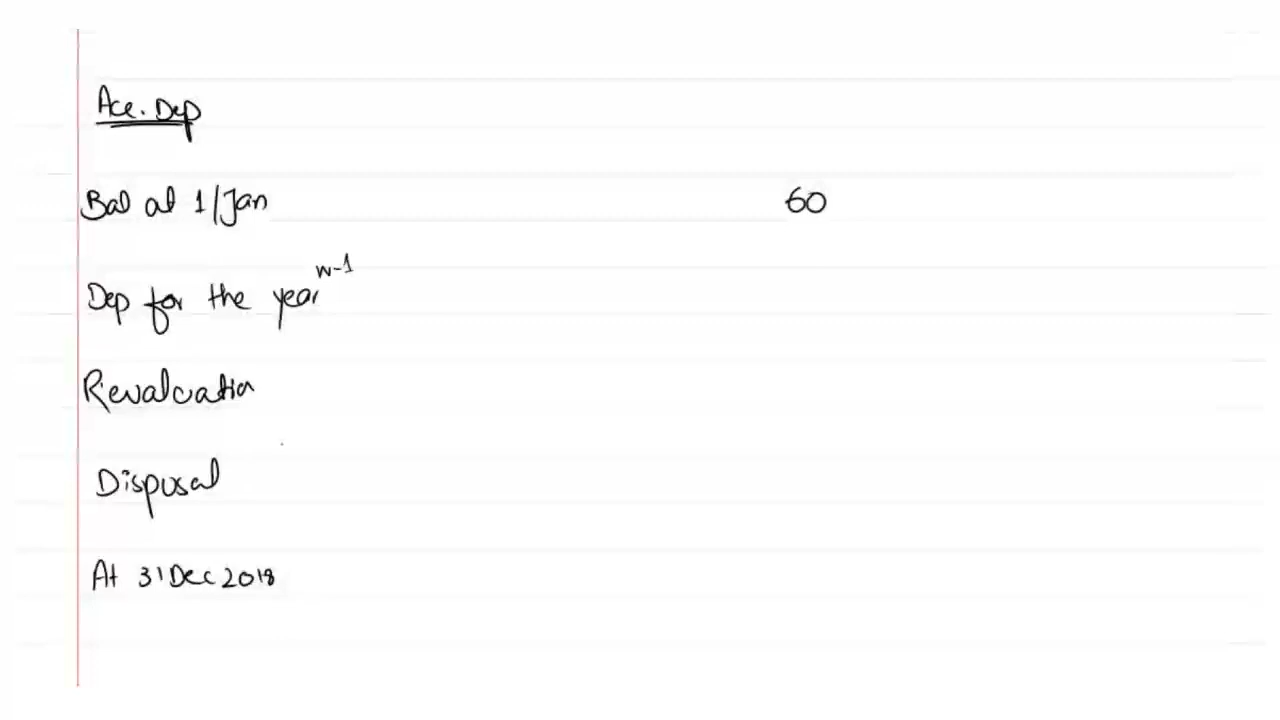 Acc. Dep
Bal at 1/Jan 60
Dep for the year w-1
Revaluation
Disposal
At 31 Dec 2018